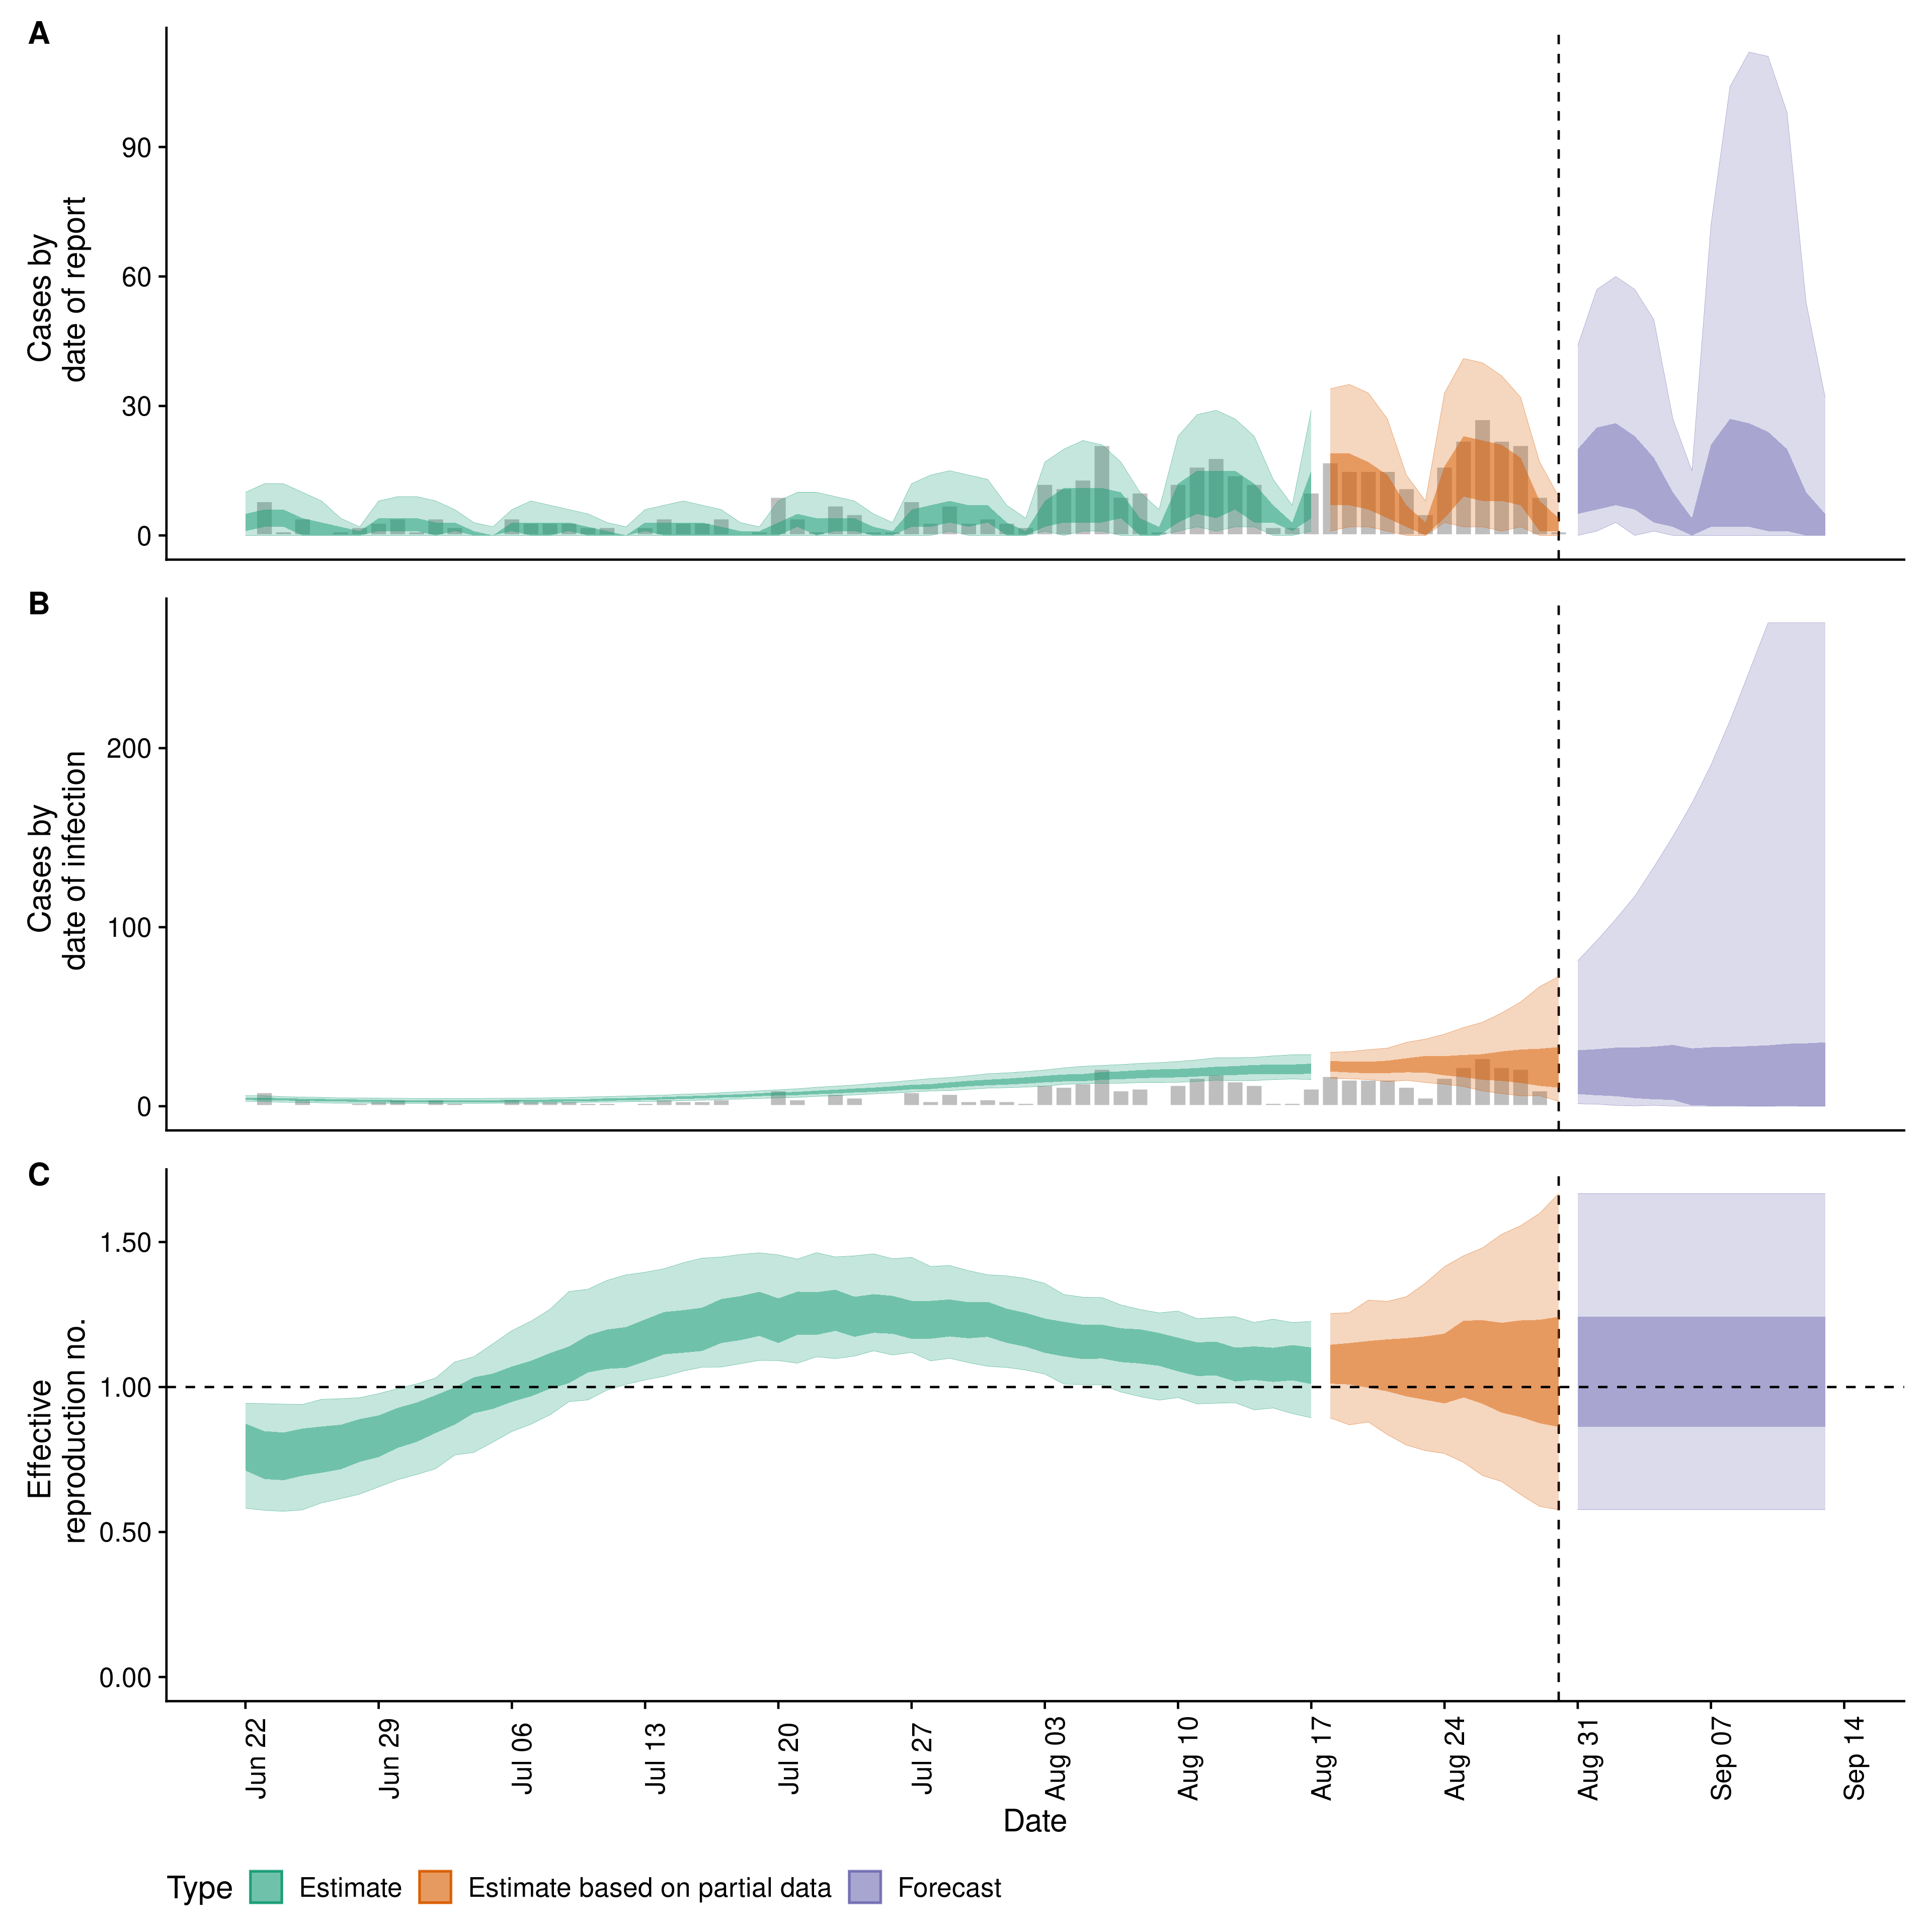 A
Cases by
date of report
90
60
30
0
B
Cases by
date of infection
200
100
0
C
Effective
reproduction no.
1.50
1.00
0.50
0.00
Jun 22
Jun 29
Jul 06
Jul 13
Jul 20
Jul 27
Aug 03
Aug 10
Aug 17
Aug 24
Aug 31
Sep 07
Sep 14
Date
Type Estimate Estimate based on partial data Forecast